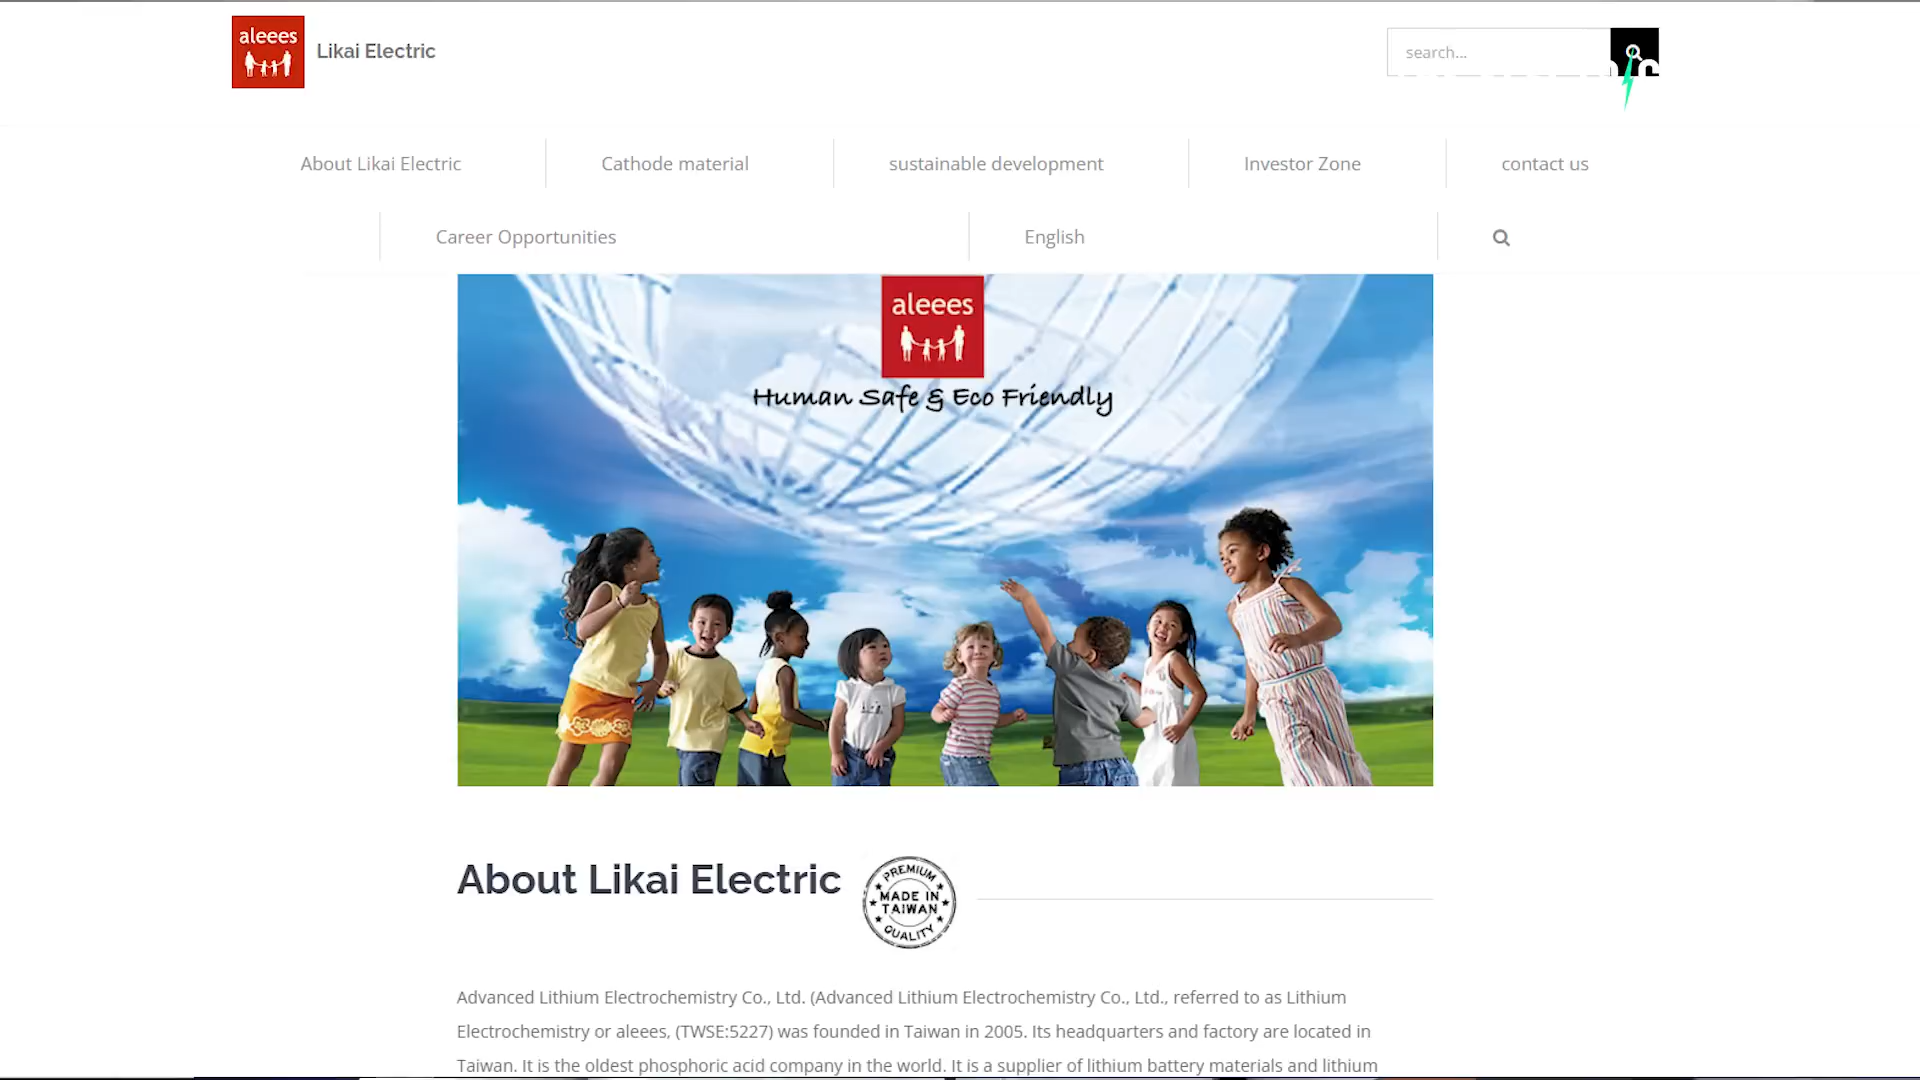 aleees
Likai Electric
search...
About Likai Electric
Cathode material
sustainable development
Investor Zone
contact us
Career Opportunities
English
aleees
Human Safe & Eco Friendly
About Likai Electric
PREMIUM
MADE IN
TAIWAN
QUALITY
Advanced Lithium Electrochemistry Co., Ltd. (Advanced Lithium Electrochemistry Co., Ltd., referred to as Lithium
Electrochemistry or aleees, (TWSE:5227) was founded in Taiwan in 2005. Its headquarters and factory are located in
Taiwan. It is the oldest phosphoric acid company in the world. It is a supplier of lithium battery materials and lithium